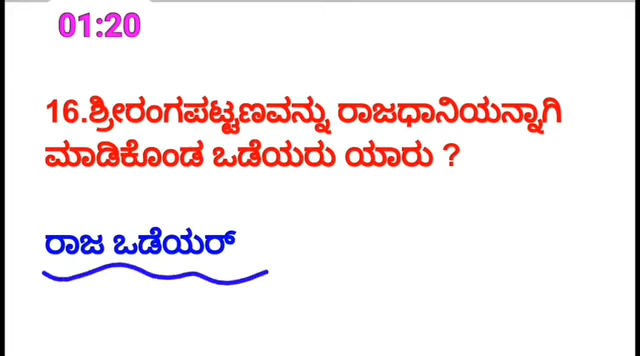 01:20
16.ಶ್ರೀರಂಗಪಟ್ಟಣವನ್ನು ರಾಜಧಾನಿಯನ್ನಾಗಿ
ಮಾಡಿಕೊಂಡ ಒಡೆಯರು ಯಾರು ?
ರಾಜ ಒಡೆಯರ್